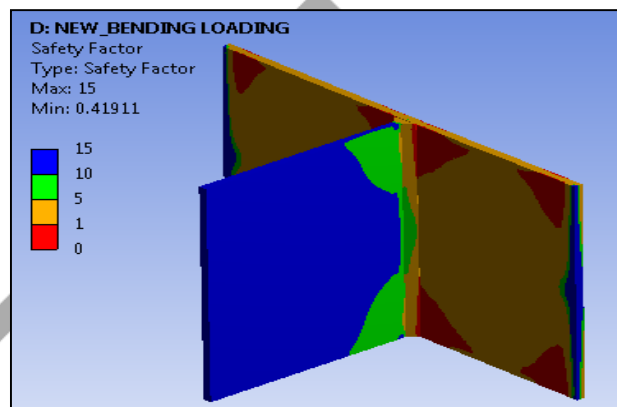 D: NEW_BENDING LOADING
Safety Factor
Type: Safety Factor
Max: 15
Min: 0.41911
15
10
5
1
0